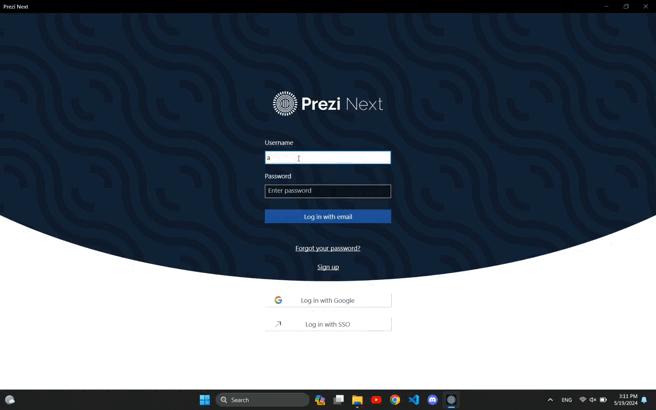 Prezi Next
Prezi Next
Username
a
Password
Enter password
Log in with email
Forgot your password?
Sign up
Log in with Google
Log in with SSO
Search
ENG
3:11 PM
5/19/2024